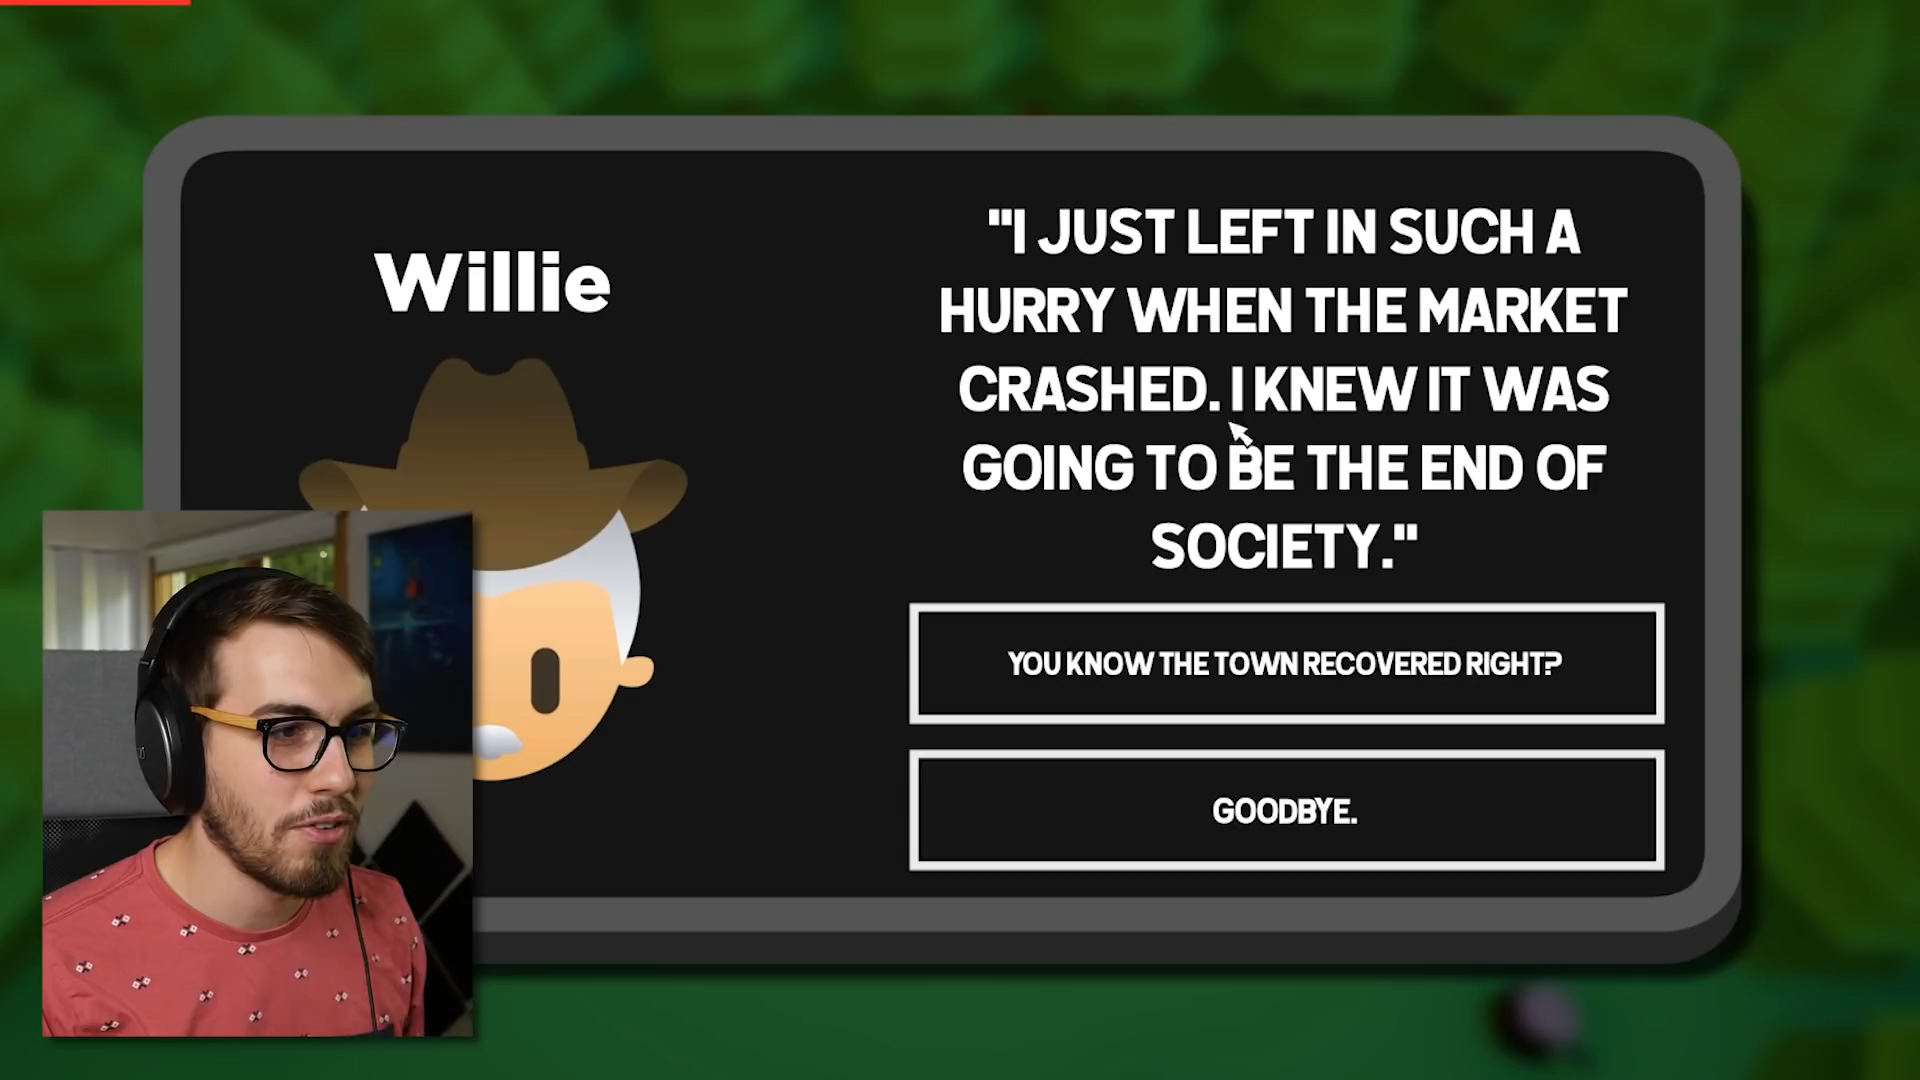 Willie
"I JUST LEFT IN SUCH A
HURRY WHEN THE MARKET
CRASHED. I KNEW IT WAS
GOING TO BE THE END OF
SOCIETY."
YOU KNOW THE TOWN RECOVERED RIGHT?
GOODBYE.